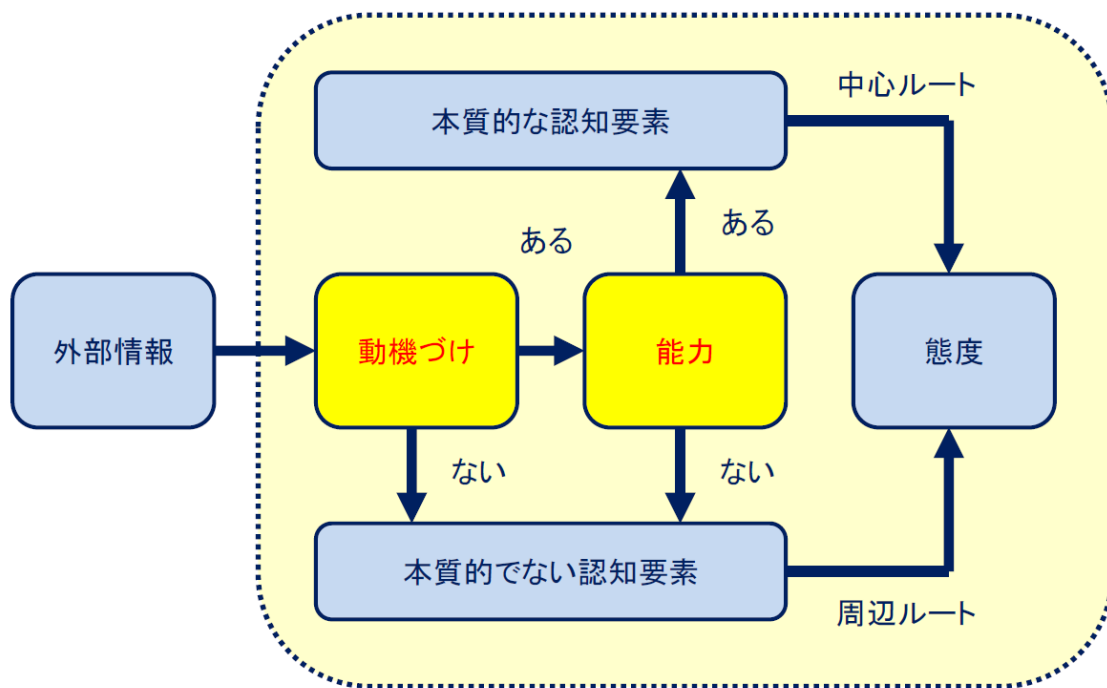 中心ルート
本質的な認知要素
ある
ある
外部情報
動機づけ
能力
態度
ない
ない
本質的でない認知要素
周辺ルート